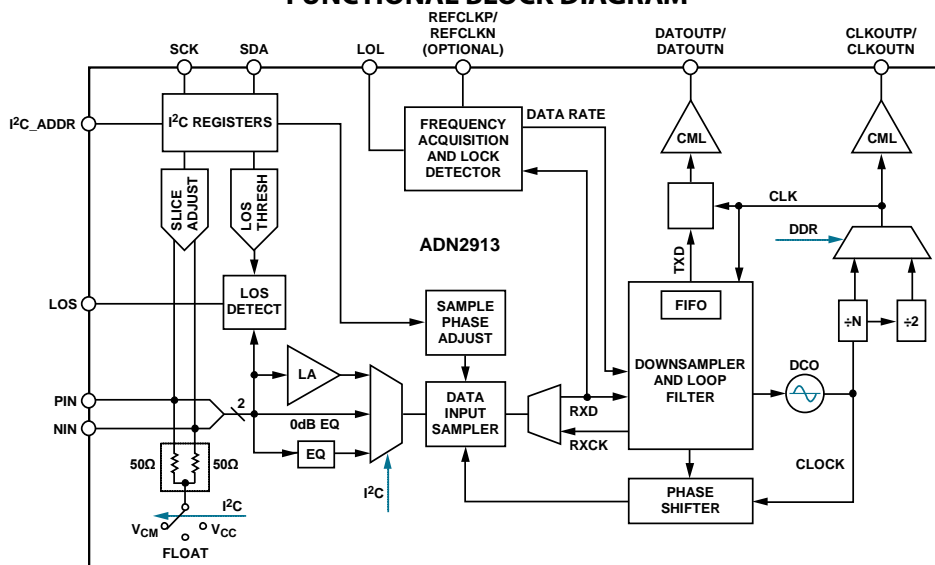 FUNCTIONAL BLOCK DIAGRAM
REFCLKP/
REFCLKN
(OPTIONAL)
DATOUTP/
DATOUTN
CLKOUTP/
CLKOUTN
SCK
SDA
LOL
I²C_ADDR
I²C REGISTERS
FREQUENCY
ACQUISITION
AND LOCK
DETECTOR
DATA RATE
CML
CML
SLICE
ADJUST
LOS
THRESH
CLK
DDR
ADN2913
TXD
LOS
LOS
DETECT
SAMPLE
PHASE
ADJUST
FIFO
÷N
÷2
LA
DOWNSAMPLER
AND LOOP
FILTER
DCO
PIN
NIN
2
0dB EQ
DATA
INPUT
SAMPLER
RXD
RXCK
EQ
50Ω
50Ω
I²C
CLOCK
PHASE
SHIFTER
I²C
VCM
VCC
FLOAT